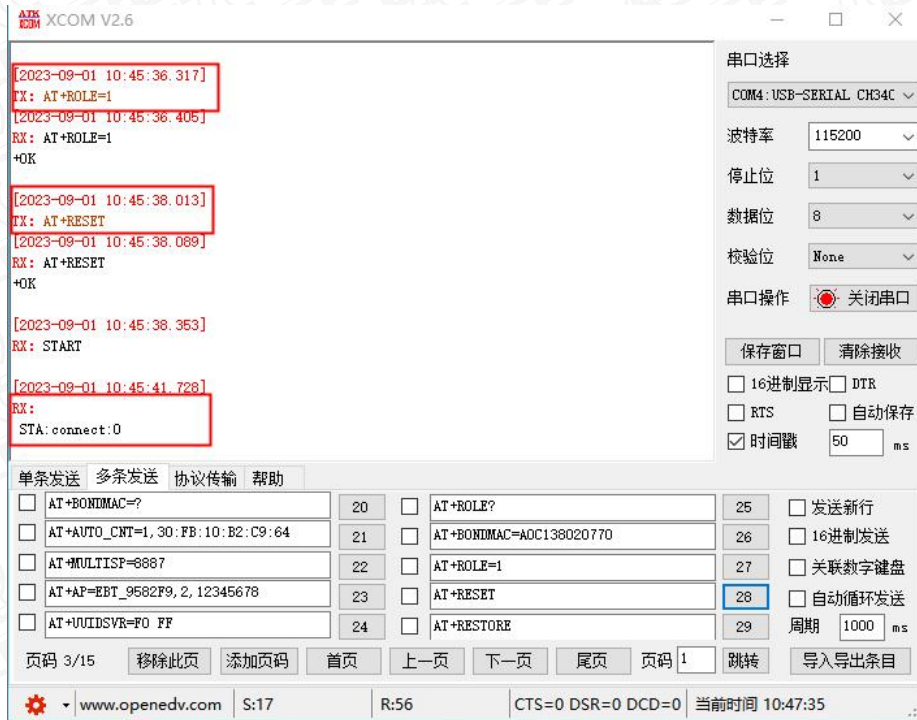 ATK
XCOM XCOM V2.6
[2023-09-01 10:45:36.317]
TX: AT+ROLE=1
[2023-09-01 10:45:36.405]
RX: AT+ROLE=1
+OK
[2023-09-01 10:45:38.013]
TX: AT+RESET
[2023-09-01 10:45:38.089]
RX: AT+RESET
+OK
[2023-09-01 10:45:38.353]
RX: START
[2023-09-01 10:45:41.728]
RX:
STA:connect:0
串口选择
COM4:USB-SERIAL CH34C
波特率 115200
停止位 1
数据位 8
校验位 None
串口操作 关闭串口
保存窗口 清除接收
16进制显示 DTR
RTS 自动保存
时间戳 50 ms
单条发送 多条发送 协议传输 帮助
AT+BONDMAC=? 20 AT+ROLE? 25 发送新行
AT+AUTO_CNT=1,30:FB:10:B2:C9:64 21 AT+BONDMAC=A0C138020770 26 16进制发送
AT+MULTISP=8887 22 AT+ROLE=1 27 关联数字键盘
AT+AP=EBT_9582F9,2,12345678 23 AT+RESET 28 自动循环发送
AT+UUIDSVR=F0 FF 24 AT+RESTORE 29 周期 1000 ms
页码 3/15 移除此页 添加页码 首页 上一页 下一页 尾页 页码 1 跳转 导入导出条目
www.openedv.com S:17 R:56 CTS=0 DSR=0 DCD=0 当前时间 10:47:35